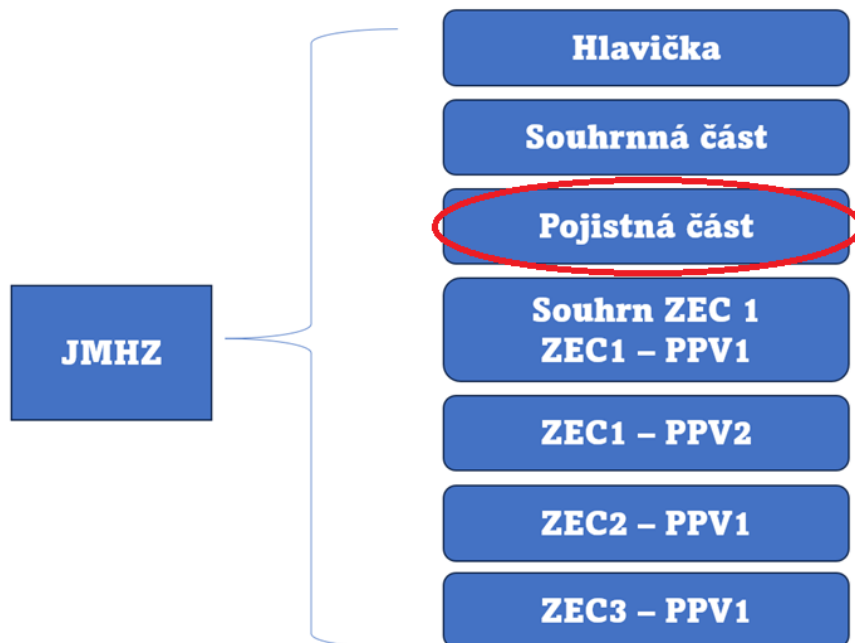 Hlavička
Souhrnná část
Pojistná část
JMHZ
Souhrn ZEC 1
ZEC1 – PPV1
ZEC1 – PPV2
ZEC2 – PPV1
ZEC3 – PPV1